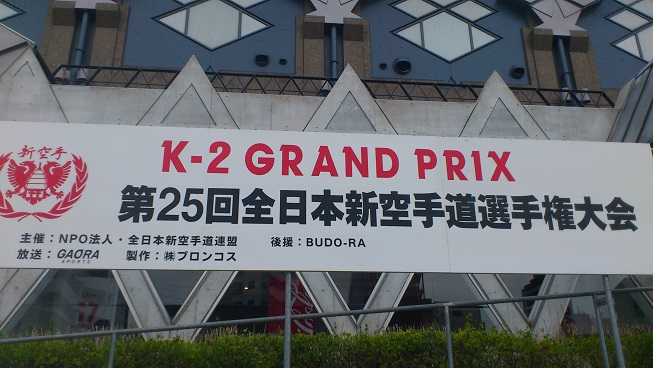 新空手
K-2 GRAND PRIX
第25回全日本新空手道選手権大会
主催：NPO法人・全日本新空手道連盟　後援：BUDO-RA
放送：GAORA SPORTS　製作：㈱ブロンコス